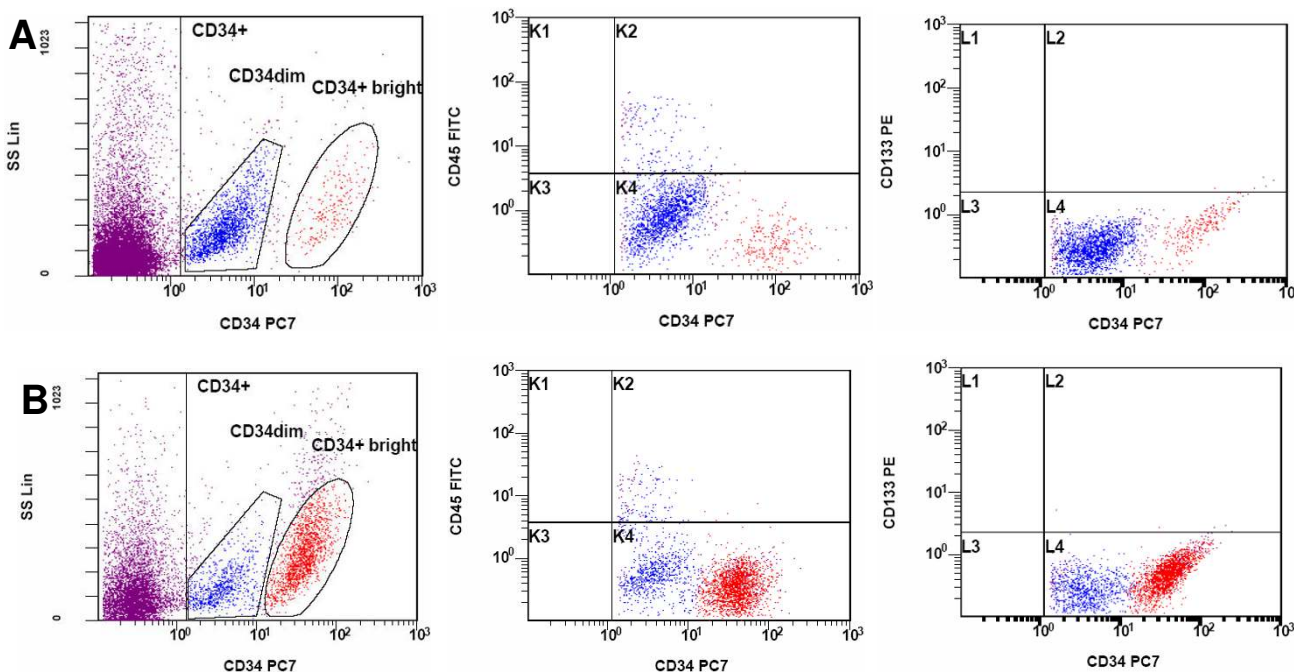 A
CD34+
CD34dim
CD34+ bright
1023
0
SS Lin
10⁰ 10¹ 10² 10³
CD34 PC7
K1 K2
K3 K4
10³
10²
10¹
10⁰
CD45 FITC
10⁰ 10¹ 10² 10³
CD34 PC7
L1 L2
L3 L4
10³
10²
10¹
10⁰
CD133 PE
10⁰ 10¹ 10² 10³
CD34 PC7
B
CD34+
CD34dim
CD34+ bright
1023
0
SS Lin
10⁰ 10¹ 10² 10³
CD34 PC7
K1 K2
K3 K4
10³
10²
10¹
10⁰
CD45 FITC
10⁰ 10¹ 10² 10³
CD34 PC7
L1 L2
L3 L4
10³
10²
10¹
10⁰
CD133 PE
10⁰ 10¹ 10² 10³
CD34 PC7